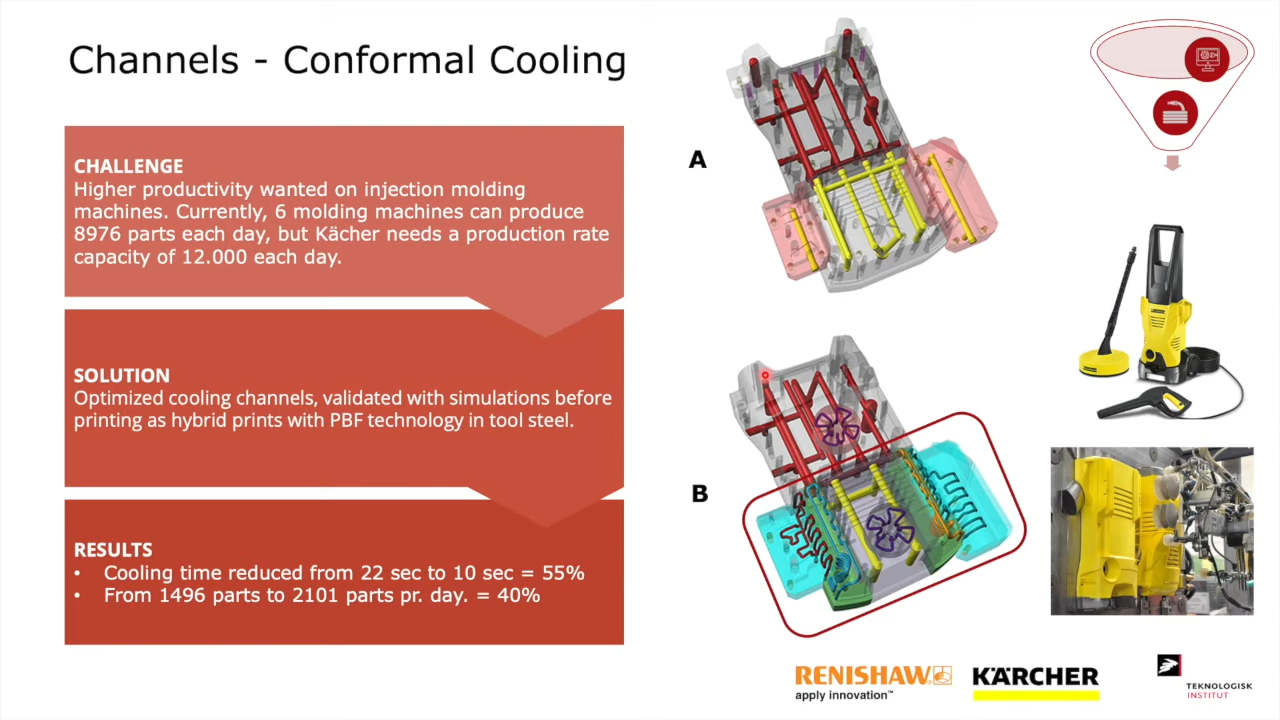 Channels - Conformal Cooling
CHALLENGE
Higher productivity wanted on injection molding
machines. Currently, 6 molding machines can produce
8976 parts each day, but Kächer needs a production rate
capacity of 12.000 each day.
SOLUTION
Optimized cooling channels, validated with simulations before
printing as hybrid prints with PBF technology in tool steel.
RESULTS
• Cooling time reduced from 22 sec to 10 sec = 55%
• From 1496 parts to 2101 parts pr. day. = 40%
A
B
RENISHAW
apply innovation™
KÄRCHER
TEKNOLOGISK
INSTITUT